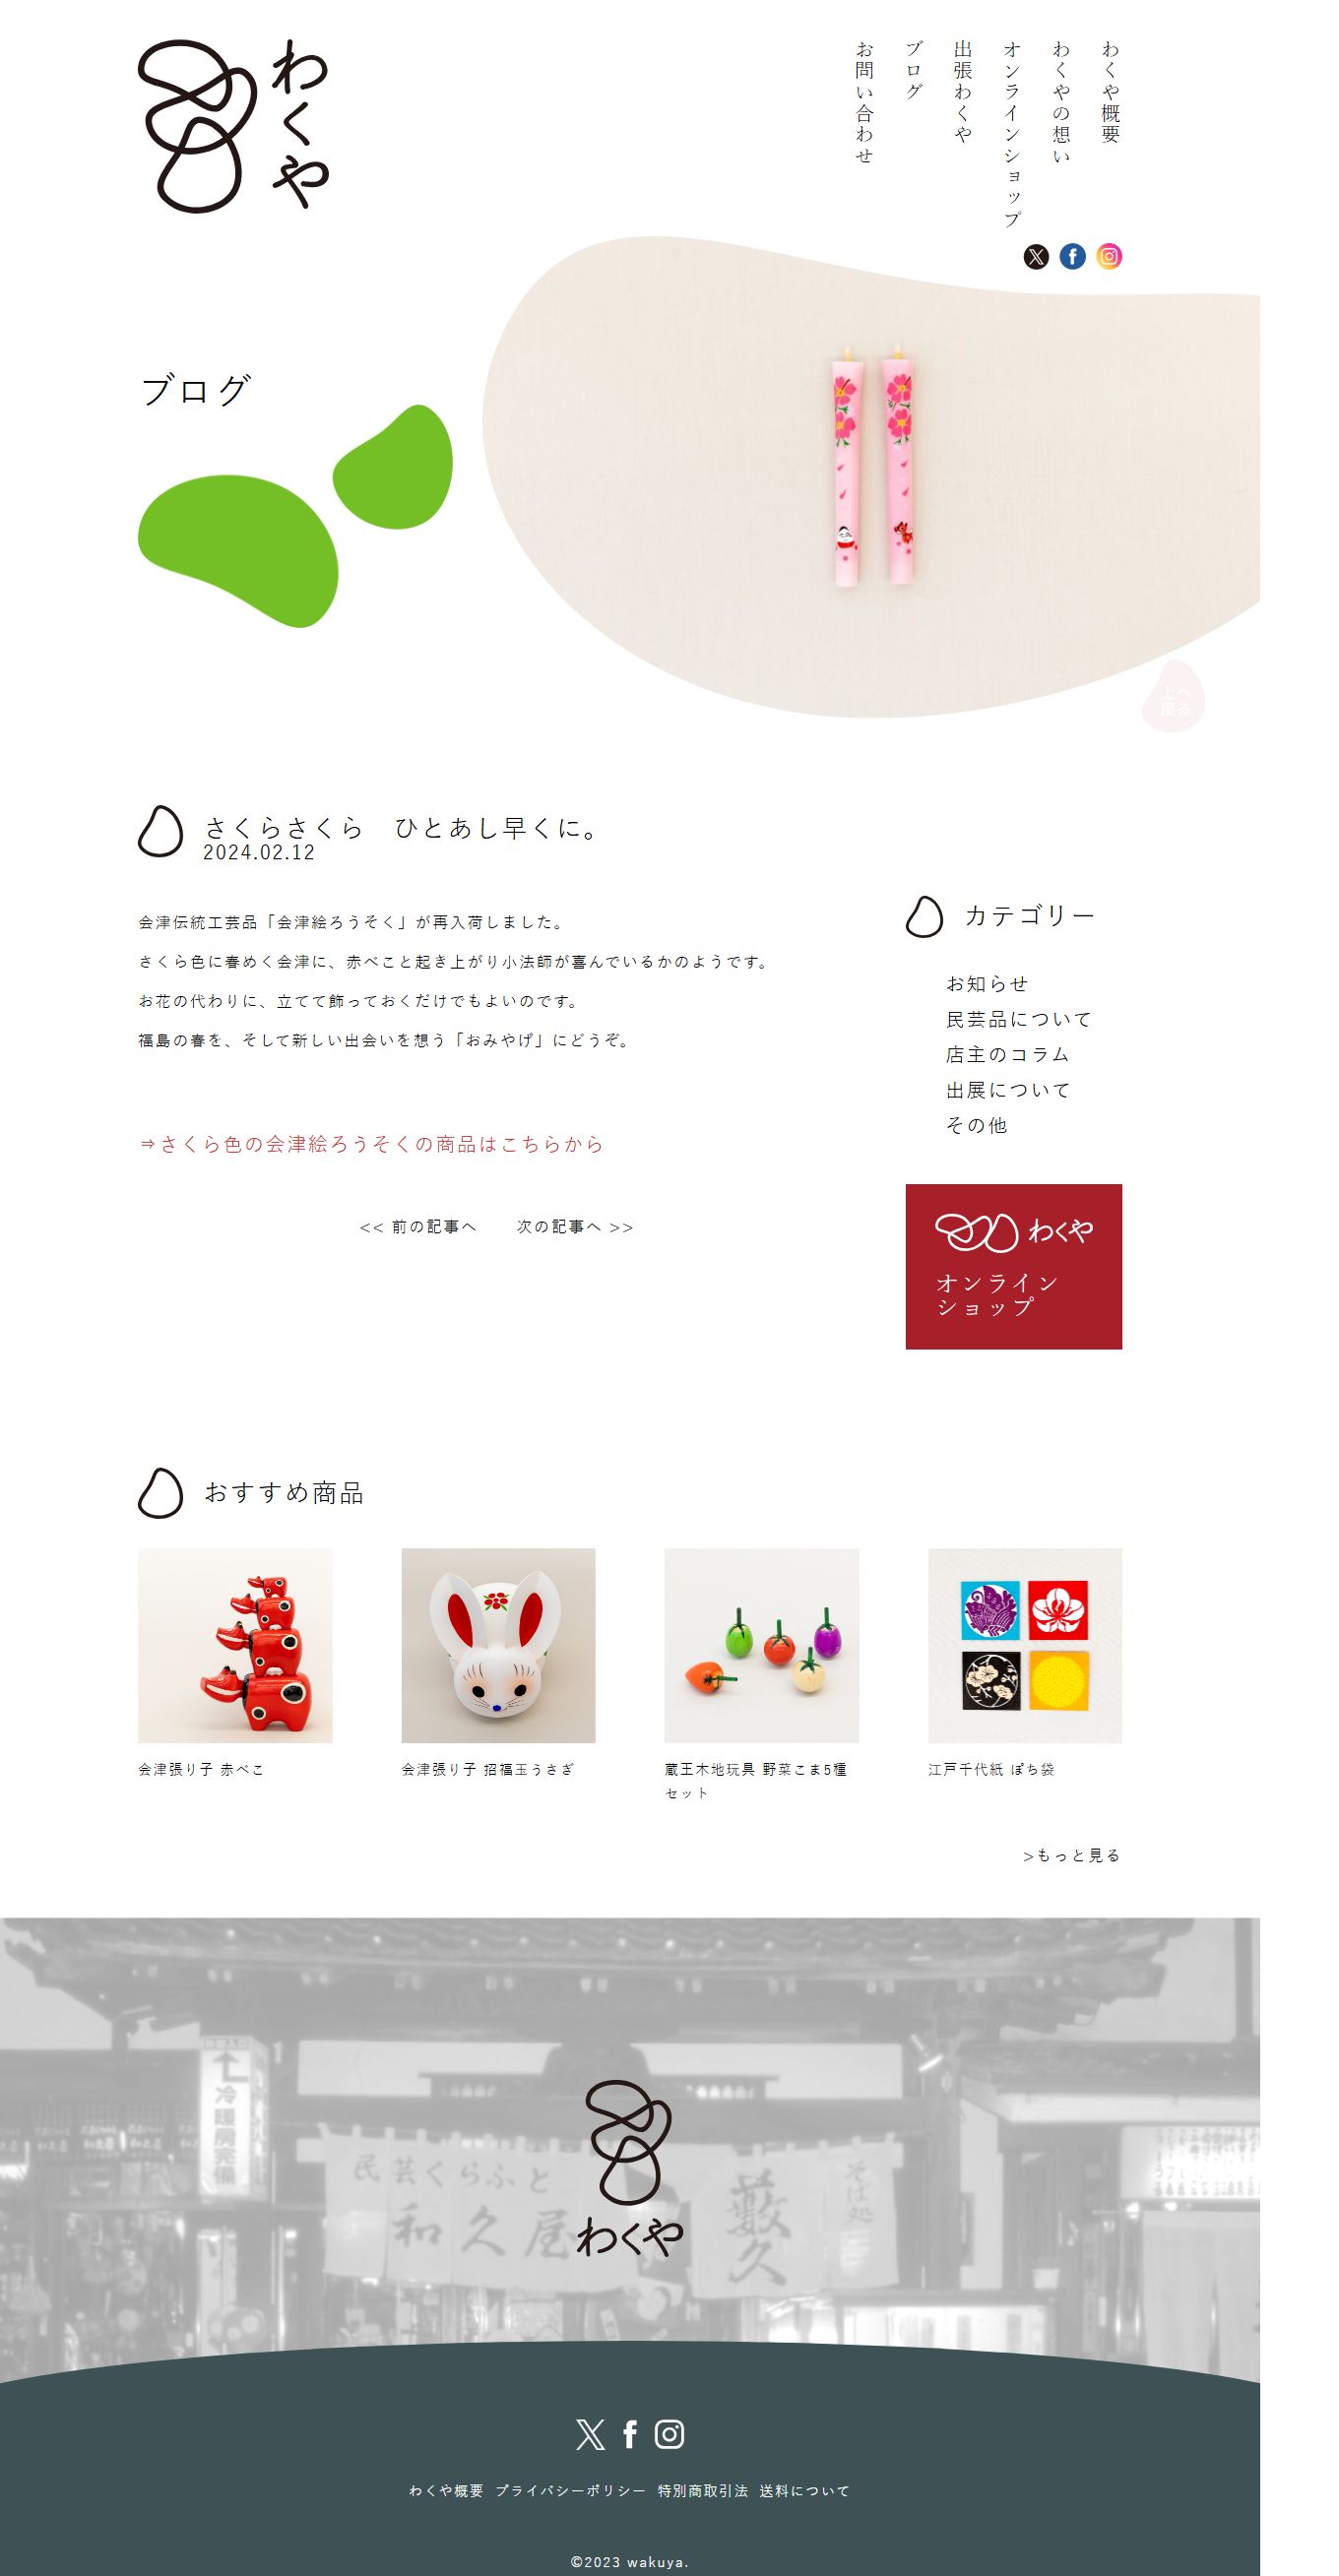 わくや
わくや概要
わくやの想い
オンラインショップ
出張わくや
ブログ
お問い合わせ
ブログ
上へ
戻る
さくらさくら　ひとあし早くに。
2024.02.12
会津伝統工芸品「会津絵ろうそく」が再入荷しました。
さくら色に春めく会津に、赤べこと起き上がり小法師が喜んでいるかのようです。
お花の代わりに、立てて飾っておくだけでもよいのです。
福島の春を、そして新しい出会いを想う「おみやげ」にどうぞ。
⇒さくら色の会津絵ろうそくの商品はこちらから
<< 前の記事へ
次の記事へ >>
カテゴリー
お知らせ
民芸品について
店主のコラム
出展について
その他
わくや
オンライン
ショップ
おすすめ商品
会津張り子 赤べこ
会津張り子 招福玉うさぎ
蔵王木地玩具 野菜こま5種
セット
江戸千代紙 ぽち袋
>もっと見る
冷暖房完備
民芸くらふと
和久屋
そば処
藪久
わくや
わくや概要 プライバシーポリシー 特別商取引法 送料について
©2023 wakuya.